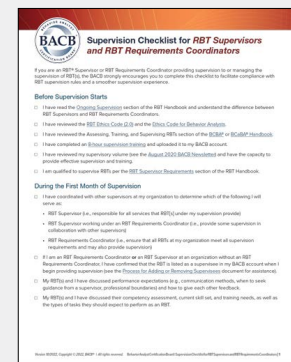 BEHAVIOR ANALYST
BACB
CERTIFICATION BOARD
Supervision Checklist for RBT Supervisors
and RBT Requirements Coordinators
If you are an RBT® Supervisor or RBT Requirements Coordinator providing supervision to or managing the
supervision of RBT(s), the BACB strongly encourages you to complete this checklist to facilitate compliance with
RBT supervision rules and a smoother supervision experience.
Before Supervision Starts
I have read the Ongoing Supervision section of the RBT Handbook and understand the difference between
RBT Supervisors and RBT Requirements Coordinators.
I have reviewed the RBT Ethics Code (2.0) and the Ethics Code for Behavior Analysts.
I have reviewed the Assessing, Training, and Supervising RBTs section of the BCBA® or BCaBA® Handbook.
I have completed an 8-hour supervision training and uploaded it to my BACB account.
I have reviewed my supervisory volume (see the August 2020 BACB Newsletter) and have the capacity to
provide effective supervision and training.
I am qualified to supervise RBTs per the RBT Supervisor Requirements section of the RBT Handbook.
During the First Month of Supervision
I have coordinated with other supervisors at my organization to determine which of the following I will
serve as:
• RBT Supervisor (i.e., responsible for all services that RBT(s) under my supervision provide)
• RBT Supervisor working under an RBT Requirements Coordinator (i.e., provide some supervision in
collaboration with other supervisors)
• RBT Requirements Coordinator (i.e., ensure that all RBTs at my organization meet all supervision
requirements and may also provide supervision)
If I am an RBT Requirements Coordinator or an RBT Supervisor at an organization without an RBT
Requirements Coordinator, I have confirmed that the RBT is listed as a supervisee in my BACB account when I
begin providing supervision (see the Process for Adding or Removing Supervisees document for assistance).
My RBT(s) and I have discussed performance expectations (e.g., communication methods, when to seek
guidance from a supervisor, professional boundaries) and how to give each other feedback.
My RBT(s) and I have discussed their competency assessment, current skill set, and training needs, as well as
the types of tasks they should expect to perform as an RBT.
Copyright © 2022, BACB® | All rights reserved.